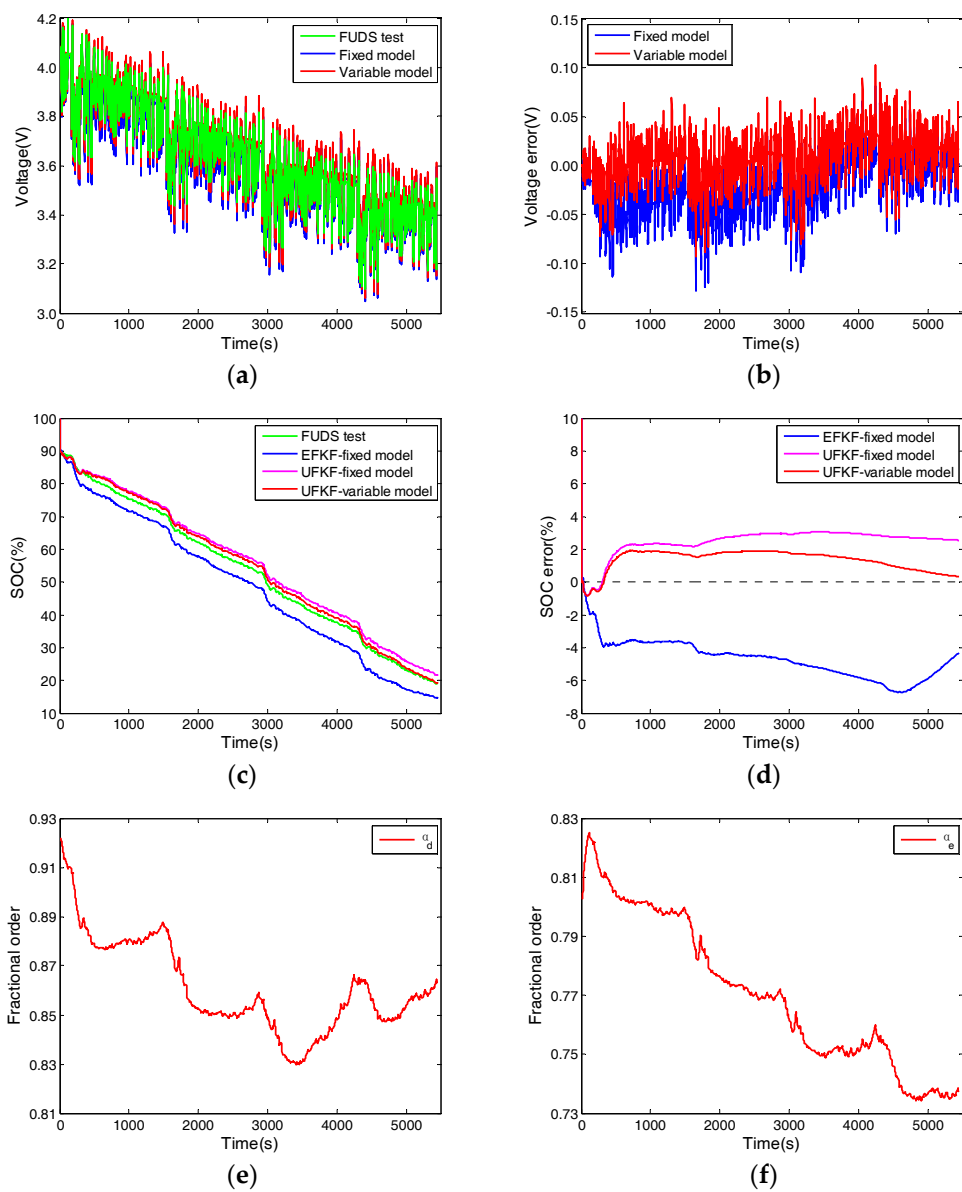 4.2
4.0
3.8
3.6
3.4
3.2
3.0
Voltage(V)
FUDS test
Fixed model
Variable model
0 1000 2000 3000 4000 5000
Time(s)
(a)
0.15
0.10
0.05
0.00
-0.05
-0.10
-0.15
Voltage error(V)
Fixed model
Variable model
0 1000 2000 3000 4000 5000
Time(s)
(b)
100
90
80
70
60
50
40
30
20
10
SOC(%)
FUDS test
EFKF-fixed model
UFKF-fixed model
UFKF-variable model
0 1000 2000 3000 4000 5000
Time(s)
(c)
10
8
6
4
2
0
-2
-4
-6
-8
SOC error(%)
EFKF-fixed model
UFKF-fixed model
UFKF-variable model
0 1000 2000 3000 4000 5000
Time(s)
(d)
0.93
0.91
0.89
0.87
0.85
0.83
0.81
Fractional order
αd
0 1000 2000 3000 4000 5000
Time(s)
(e)
0.83
0.81
0.79
0.77
0.75
0.73
Fractional order
αe
0 1000 2000 3000 4000 5000
Time(s)
(f)